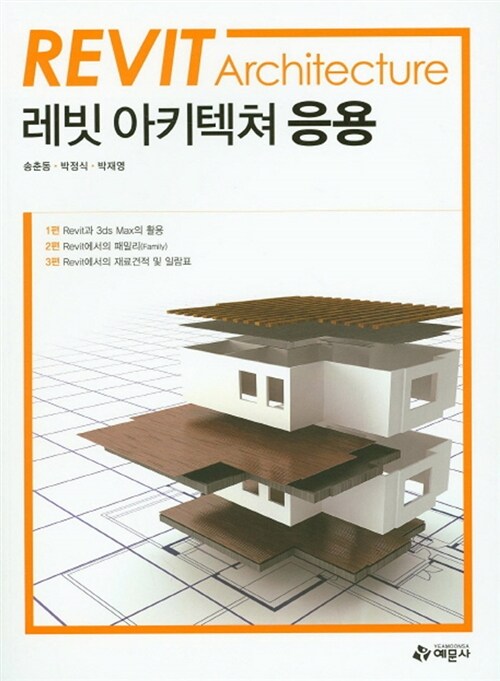 REVIT Architecture
레빗 아키텍쳐 응용
송춘동 · 박정식 · 박재영
1편 Revit과 3ds Max의 활용
2편 Revit에서의 패밀리(Family)
3편 Revit에서의 재료견적 및 일람표
YEAMOONSA
예문사